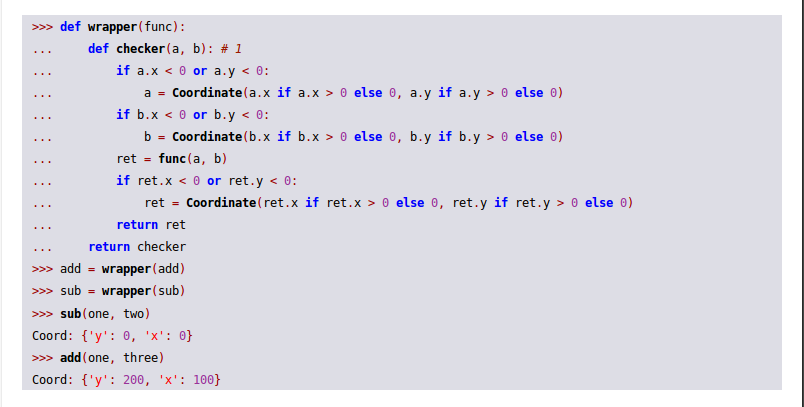 >>> def wrapper(func):
...     def checker(a, b): # 1
...         if a.x < 0 or a.y < 0:
...             a = Coordinate(a.x if a.x > 0 else 0, a.y if a.y > 0 else 0)
...         if b.x < 0 or b.y < 0:
...             b = Coordinate(b.x if b.x > 0 else 0, b.y if b.y > 0 else 0)
...         ret = func(a, b)
...         if ret.x < 0 or ret.y < 0:
...             ret = Coordinate(ret.x if ret.x > 0 else 0, ret.y if ret.y > 0 else 0)
...         return ret
...     return checker
>>> add = wrapper(add)
>>> sub = wrapper(sub)
>>> sub(one, two)
Coord: {'y': 0, 'x': 0}
>>> add(one, three)
Coord: {'y': 200, 'x': 100}